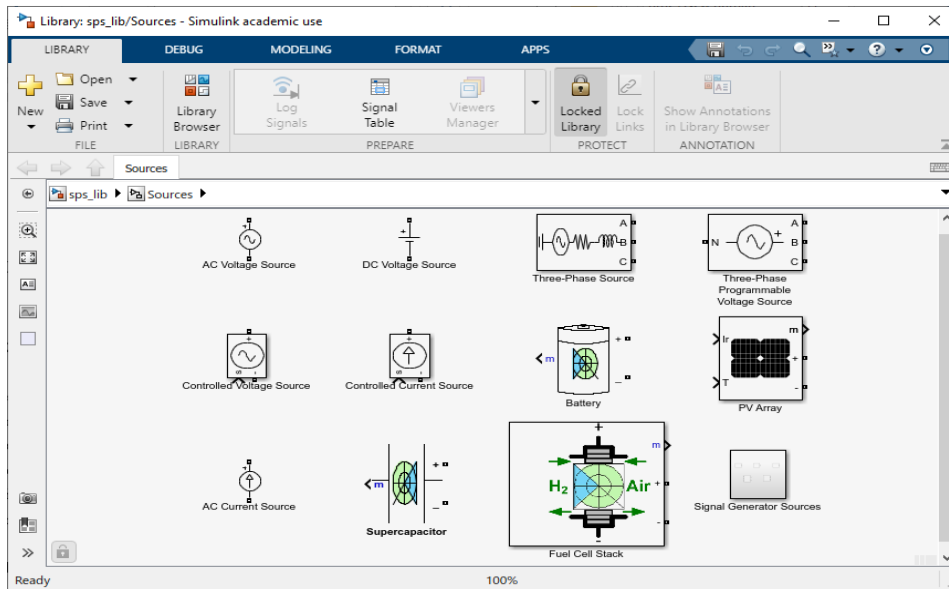 Library: sps_lib/Sources - Simulink academic use
LIBRARY DEBUG MODELING FORMAT APPS
New
Open
Save
Print
FILE
Library
Browser
LIBRARY
Log
Signals
Signal
Table
Viewers
Manager
PREPARE
Locked
Library
Lock
Links
PROTECT
Show Annotations
in Library Browser
ANNOTATION
Sources
sps_lib Sources
AC Voltage Source
DC Voltage Source
A
B
C
Three-Phase Source
N
+
A
B
C
Three-Phase
Programmable
Voltage Source
Controlled Voltage Source
Controlled Current Source
m
+
-
Battery
Ir
T
m
+
-
PV Array
AC Current Source
m
+
-
Supercapacitor
+
m
H2 Air
+
-
-
Fuel Cell Stack
Signal Generator Sources
Ready 100%